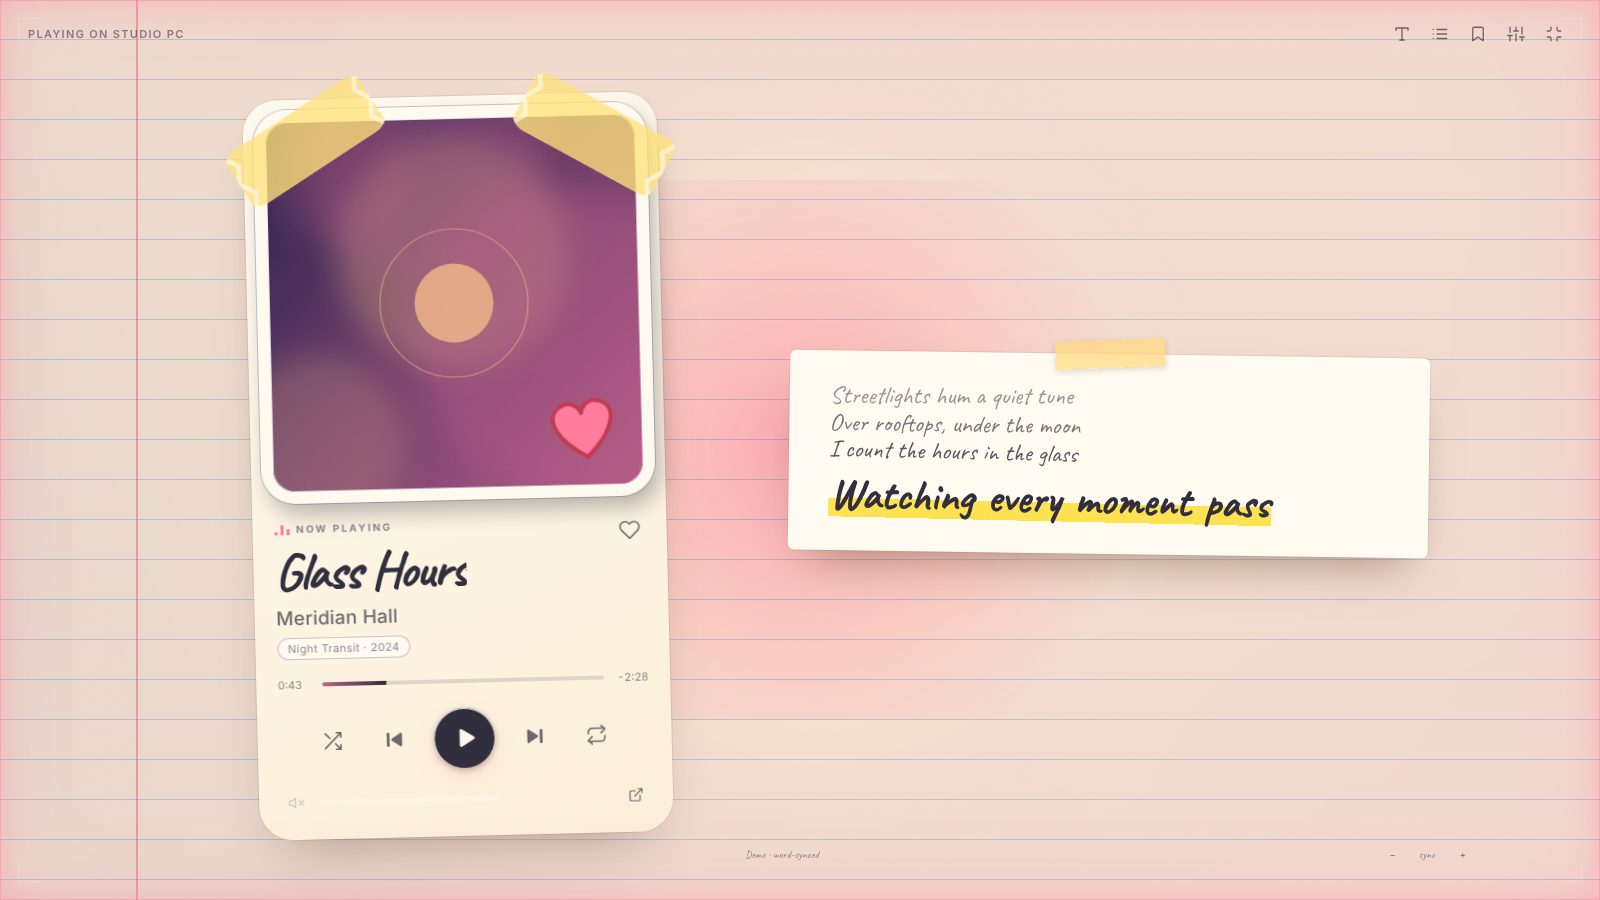 PLAYING ON STUDIO PC
NOW PLAYING
Glass Hours
Meridian Hall
Night Transit · 2024
0:43
-2:28
Streetlights hum a quiet tune
Over rooftops, under the moon
I count the hours in the glass
Watching every moment pass
Demo · word-synced
− sync +